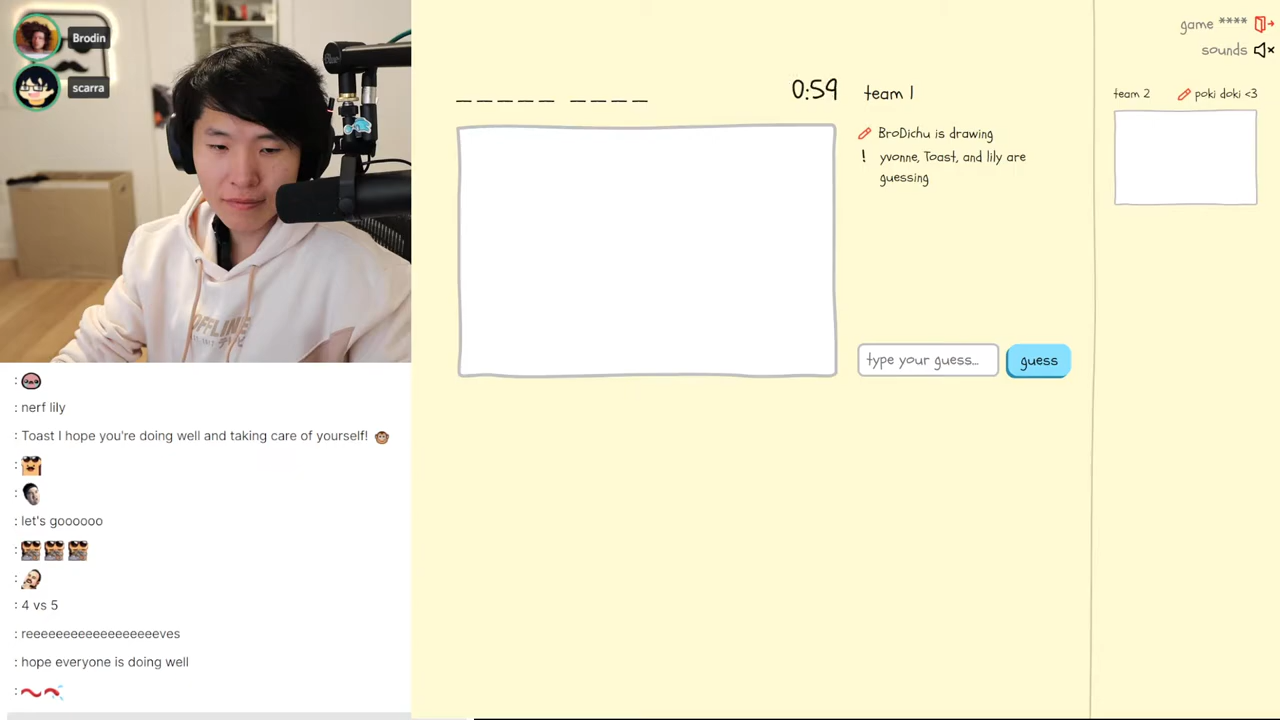 Brodin
scarra
OFFLINE
: nerf lily
: Toast I hope you're doing well and taking care of yourself!
: let's goooooo
: 4 vs 5
: reeeeeeeeeeeeeeeeeeves
: hope everyone is doing well
0:59
team 1
BroDichu is drawing
! yvonne, Toast, and lily are
guessing
type your guess...
guess
game ****
sounds
team 2
poki doki <3